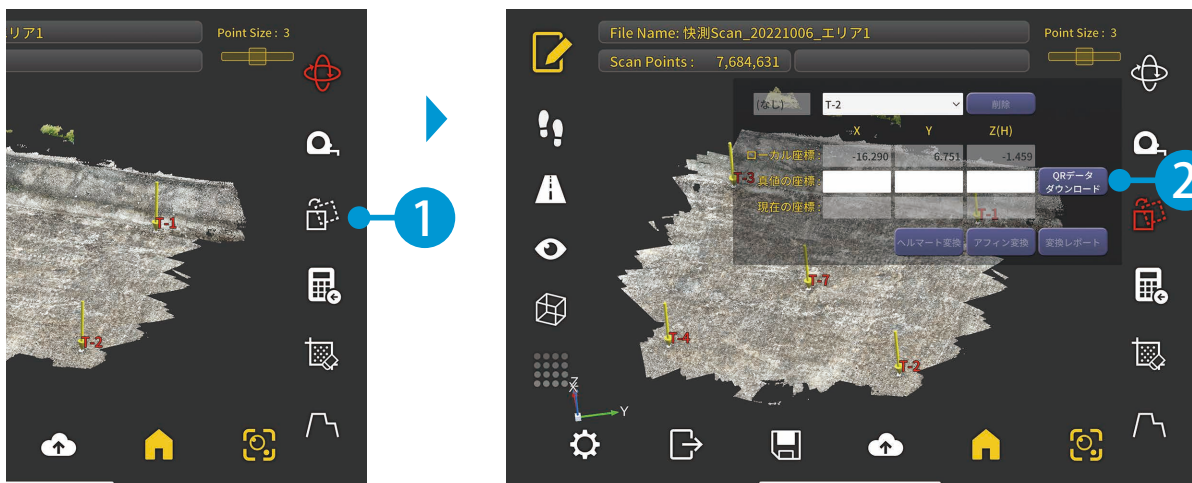 リア1
Point Size : 3
T-1
T-2
1
File Name: 快測Scan_20221006_エリア1
Point Size : 3
Scan Points : 7,684,631
(なし)
T-2
削除
X Y Z(H)
ローカル座標 : -16.290 6.751 -1.459
真値の座標 :
QRデータ
ダウンロード
2
現在の座標 :
ヘルマート変換 アフィン変換 変換レポート
T-3
T-1
T-7
T-4
T-2
Z
X
Y